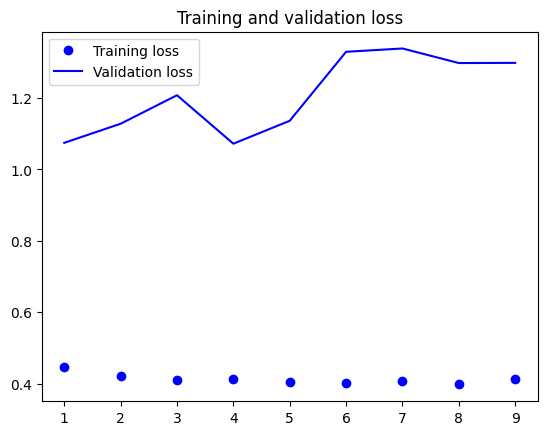 Training and validation loss
Training loss
Validation loss
1.2
1.0
0.8
0.6
0.4
1 2 3 4 5 6 7 8 9